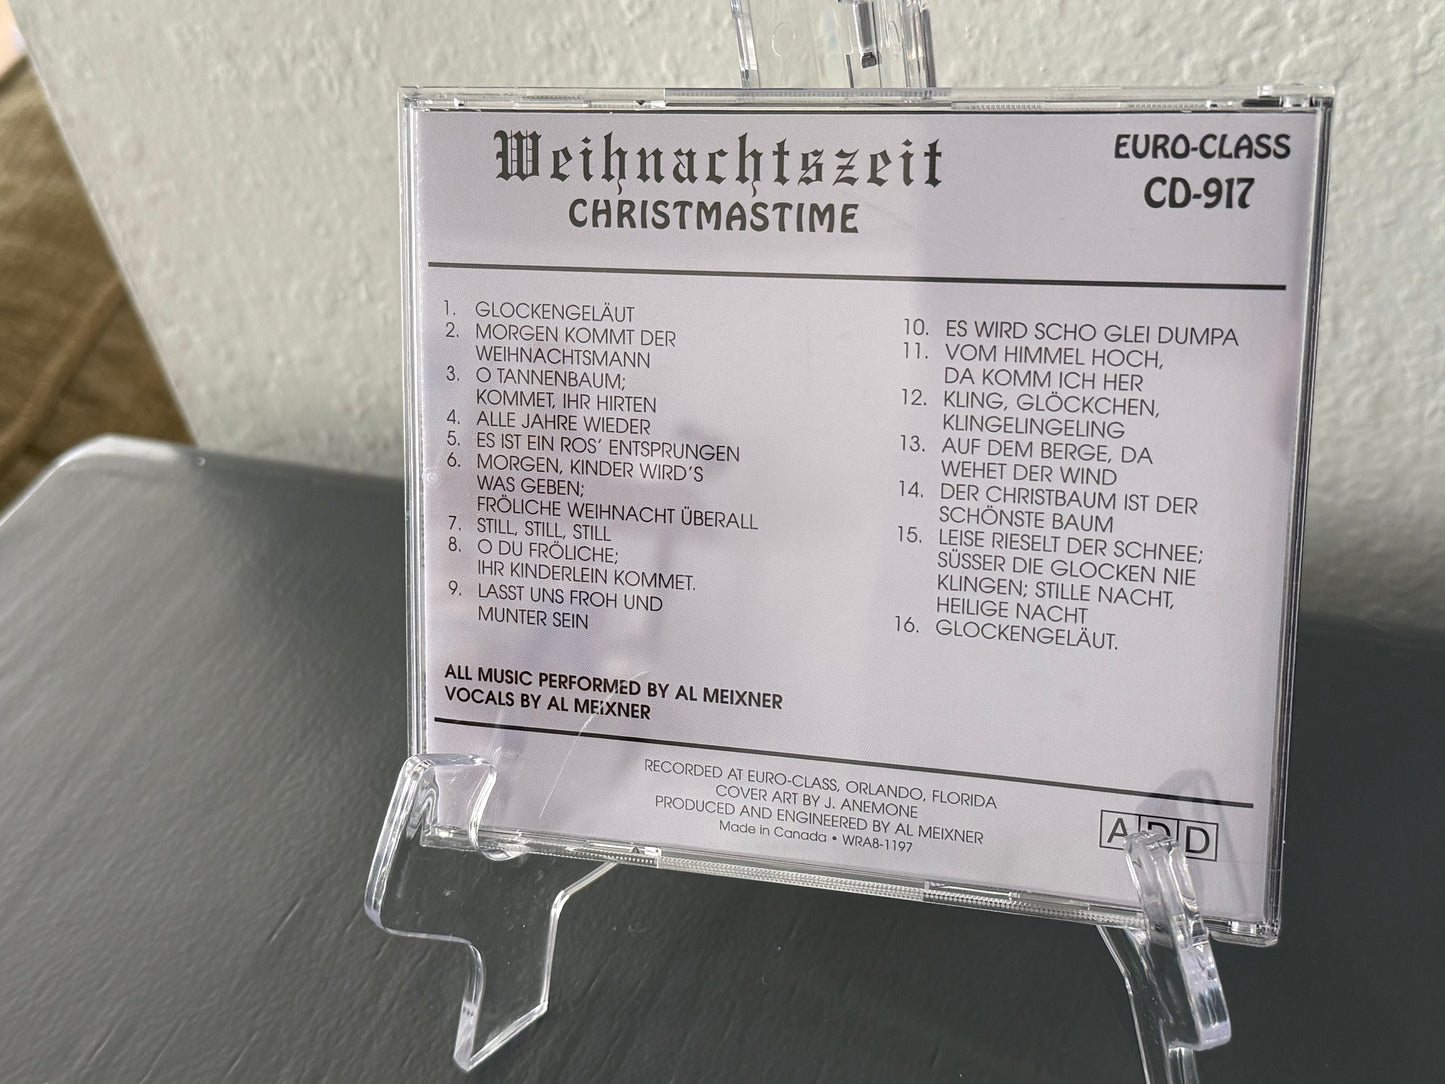 Weihnachtszeit
CHRISTMASTIME
EURO-CLASS
CD-917
1. GLOCKENGELÄUT
2. MORGEN KOMMT DER
WEIHNACHTSMANN
3. O TANNENBAUM;
KOMMET, IHR HIRTEN
4. ALLE JAHRE WIEDER
5. ES IST EIN ROS' ENTSPRUNGEN
6. MORGEN, KINDER WIRD'S
WAS GEBEN;
FRÖLICHE WEIHNACHT ÜBERALL
7. STILL, STILL, STILL
8. O DU FRÖLICHE;
IHR KINDERLEIN KOMMET.
9. LASST UNS FROH UND
MUNTER SEIN
10. ES WIRD SCHO GLEI DUMPA
11. VOM HIMMEL HOCH,
DA KOMM ICH HER
12. KLING, GLÖCKCHEN,
KLINGELINGELING
13. AUF DEM BERGE, DA
WEHET DER WIND
14. DER CHRISTBAUM IST DER
SCHÖNSTE BAUM
15. LEISE RIESELT DER SCHNEE;
SÜSSER DIE GLOCKEN NIE
KLINGEN; STILLE NACHT,
HEILIGE NACHT
16. GLOCKENGELÄUT.
ALL MUSIC PERFORMED BY AL MEIXNER
VOCALS BY AL MEIXNER
RECORDED AT EURO-CLASS, ORLANDO, FLORIDA
COVER ART BY J. ANEMONE
PRODUCED AND ENGINEERED BY AL MEIXNER
Made in Canada • WRA8-1197
ADD